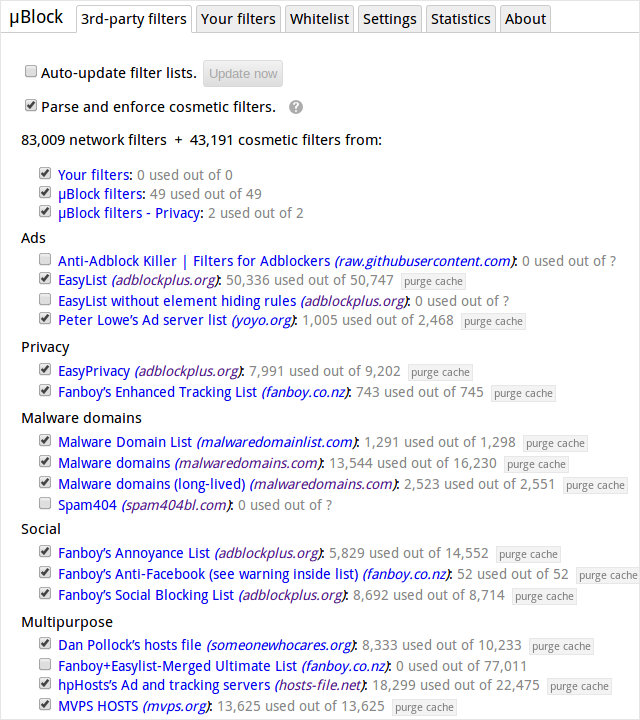 µBlock 3rd-party filters Your filters Whitelist Settings Statistics About
Auto-update filter lists. Update now
Parse and enforce cosmetic filters. ?
83,009 network filters + 43,191 cosmetic filters from:
Your filters: 0 used out of 0
µBlock filters: 49 used out of 49
µBlock filters - Privacy: 2 used out of 2
Ads
Anti-Adblock Killer | Filters for Adblockers (raw.githubusercontent.com): 0 used out of ?
EasyList (adblockplus.org): 50,336 used out of 50,747 purge cache
EasyList without element hiding rules (adblockplus.org): 0 used out of ?
Peter Lowe’s Ad server list (yoyo.org): 1,005 used out of 2,468 purge cache
Privacy
EasyPrivacy (adblockplus.org): 7,991 used out of 9,202 purge cache
Fanboy’s Enhanced Tracking List (fanboy.co.nz): 743 used out of 745 purge cache
Malware domains
Malware Domain List (malwaredomainlist.com): 1,291 used out of 1,298 purge cache
Malware domains (malwaredomains.com): 13,544 used out of 16,230 purge cache
Malware domains (long-lived) (malwaredomains.com): 2,523 used out of 2,551 purge cache
Spam404 (spam404bl.com): 0 used out of ?
Social
Fanboy’s Annoyance List (adblockplus.org): 5,829 used out of 14,552 purge cache
Fanboy’s Anti-Facebook (see warning inside list) (fanboy.co.nz): 52 used out of 52 purge cache
Fanboy’s Social Blocking List (adblockplus.org): 8,692 used out of 8,714 purge cache
Multipurpose
Dan Pollock’s hosts file (someonewhocares.org): 8,333 used out of 10,233 purge cache
Fanboy+Easylist-Merged Ultimate List (fanboy.co.nz): 0 used out of 77,011
hpHosts’s Ad and tracking servers (hosts-file.net): 18,299 used out of 22,475 purge cache
MVPS HOSTS (mvps.org): 13,625 used out of 13,625 purge cache